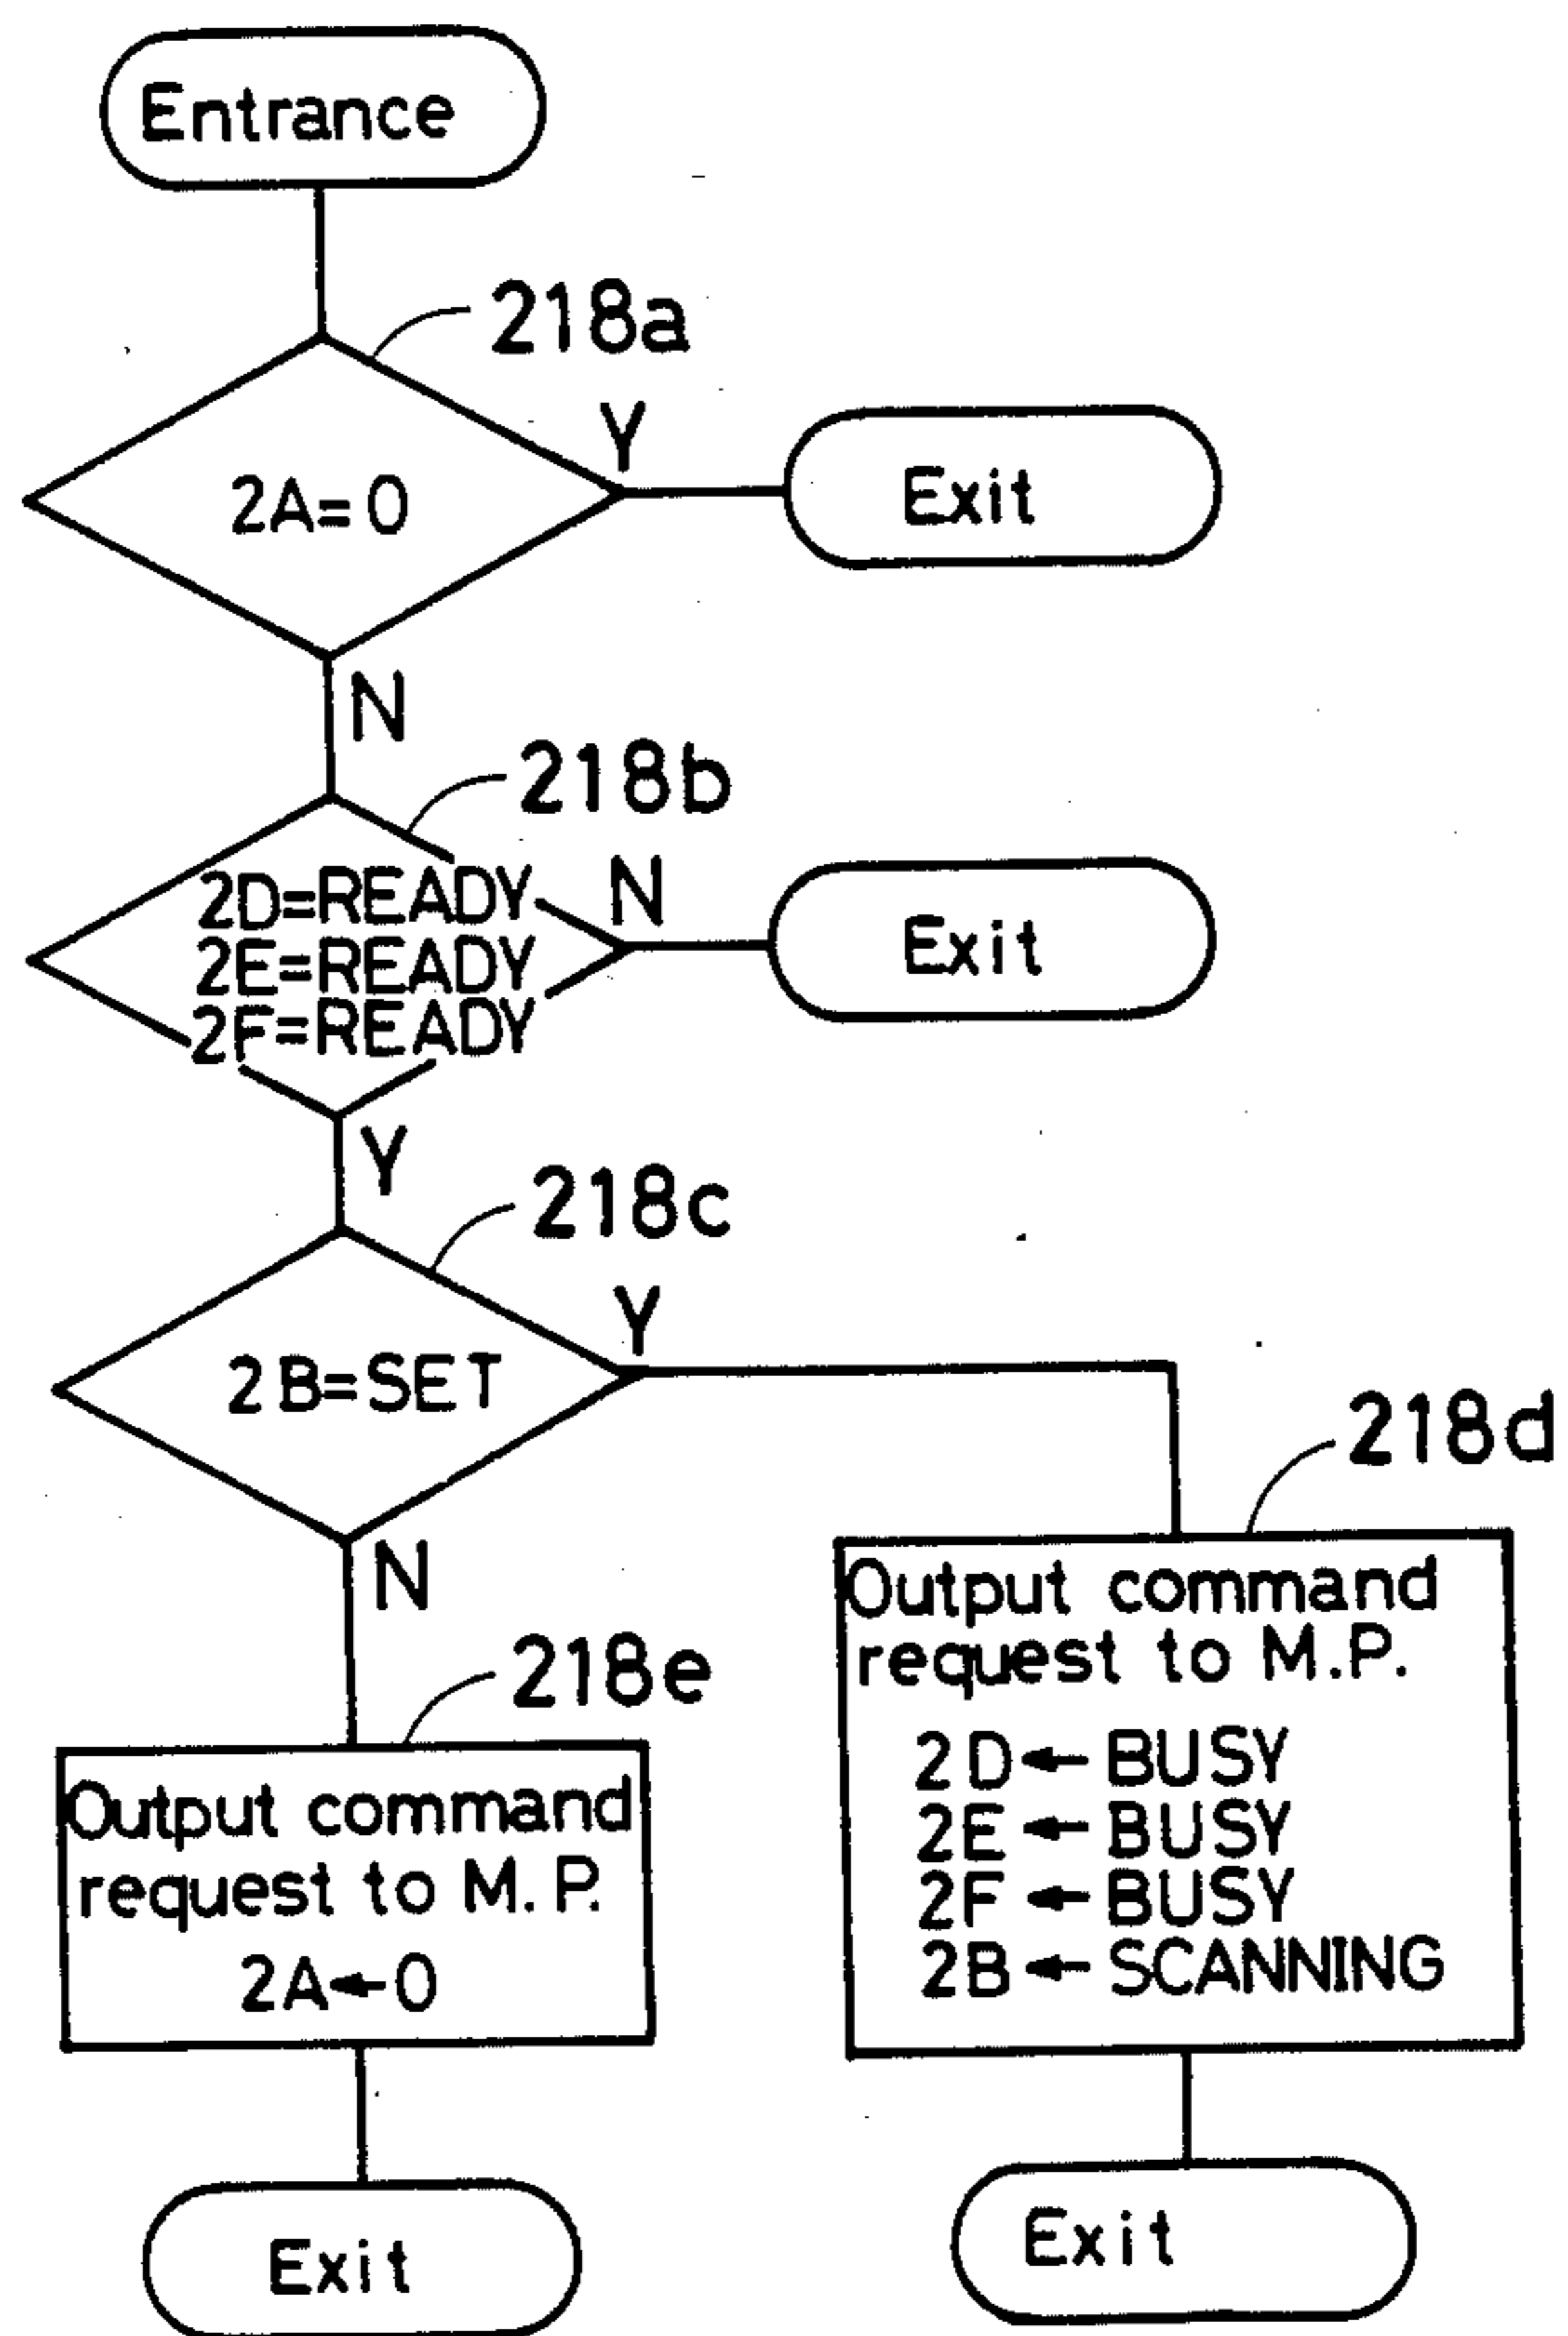 Entrance
218a
2A=0
Y
Exit
N
218b
2D=READY
2E=READY
2F=READY
N
Exit
Y
218c
2B=SET
Y
N
218d
Output command
request to M.P.
2D←BUSY
2E←BUSY
2F←BUSY
2B←SCANNING
Exit
218e
Output command
request to M.P.
2A←0
Exit